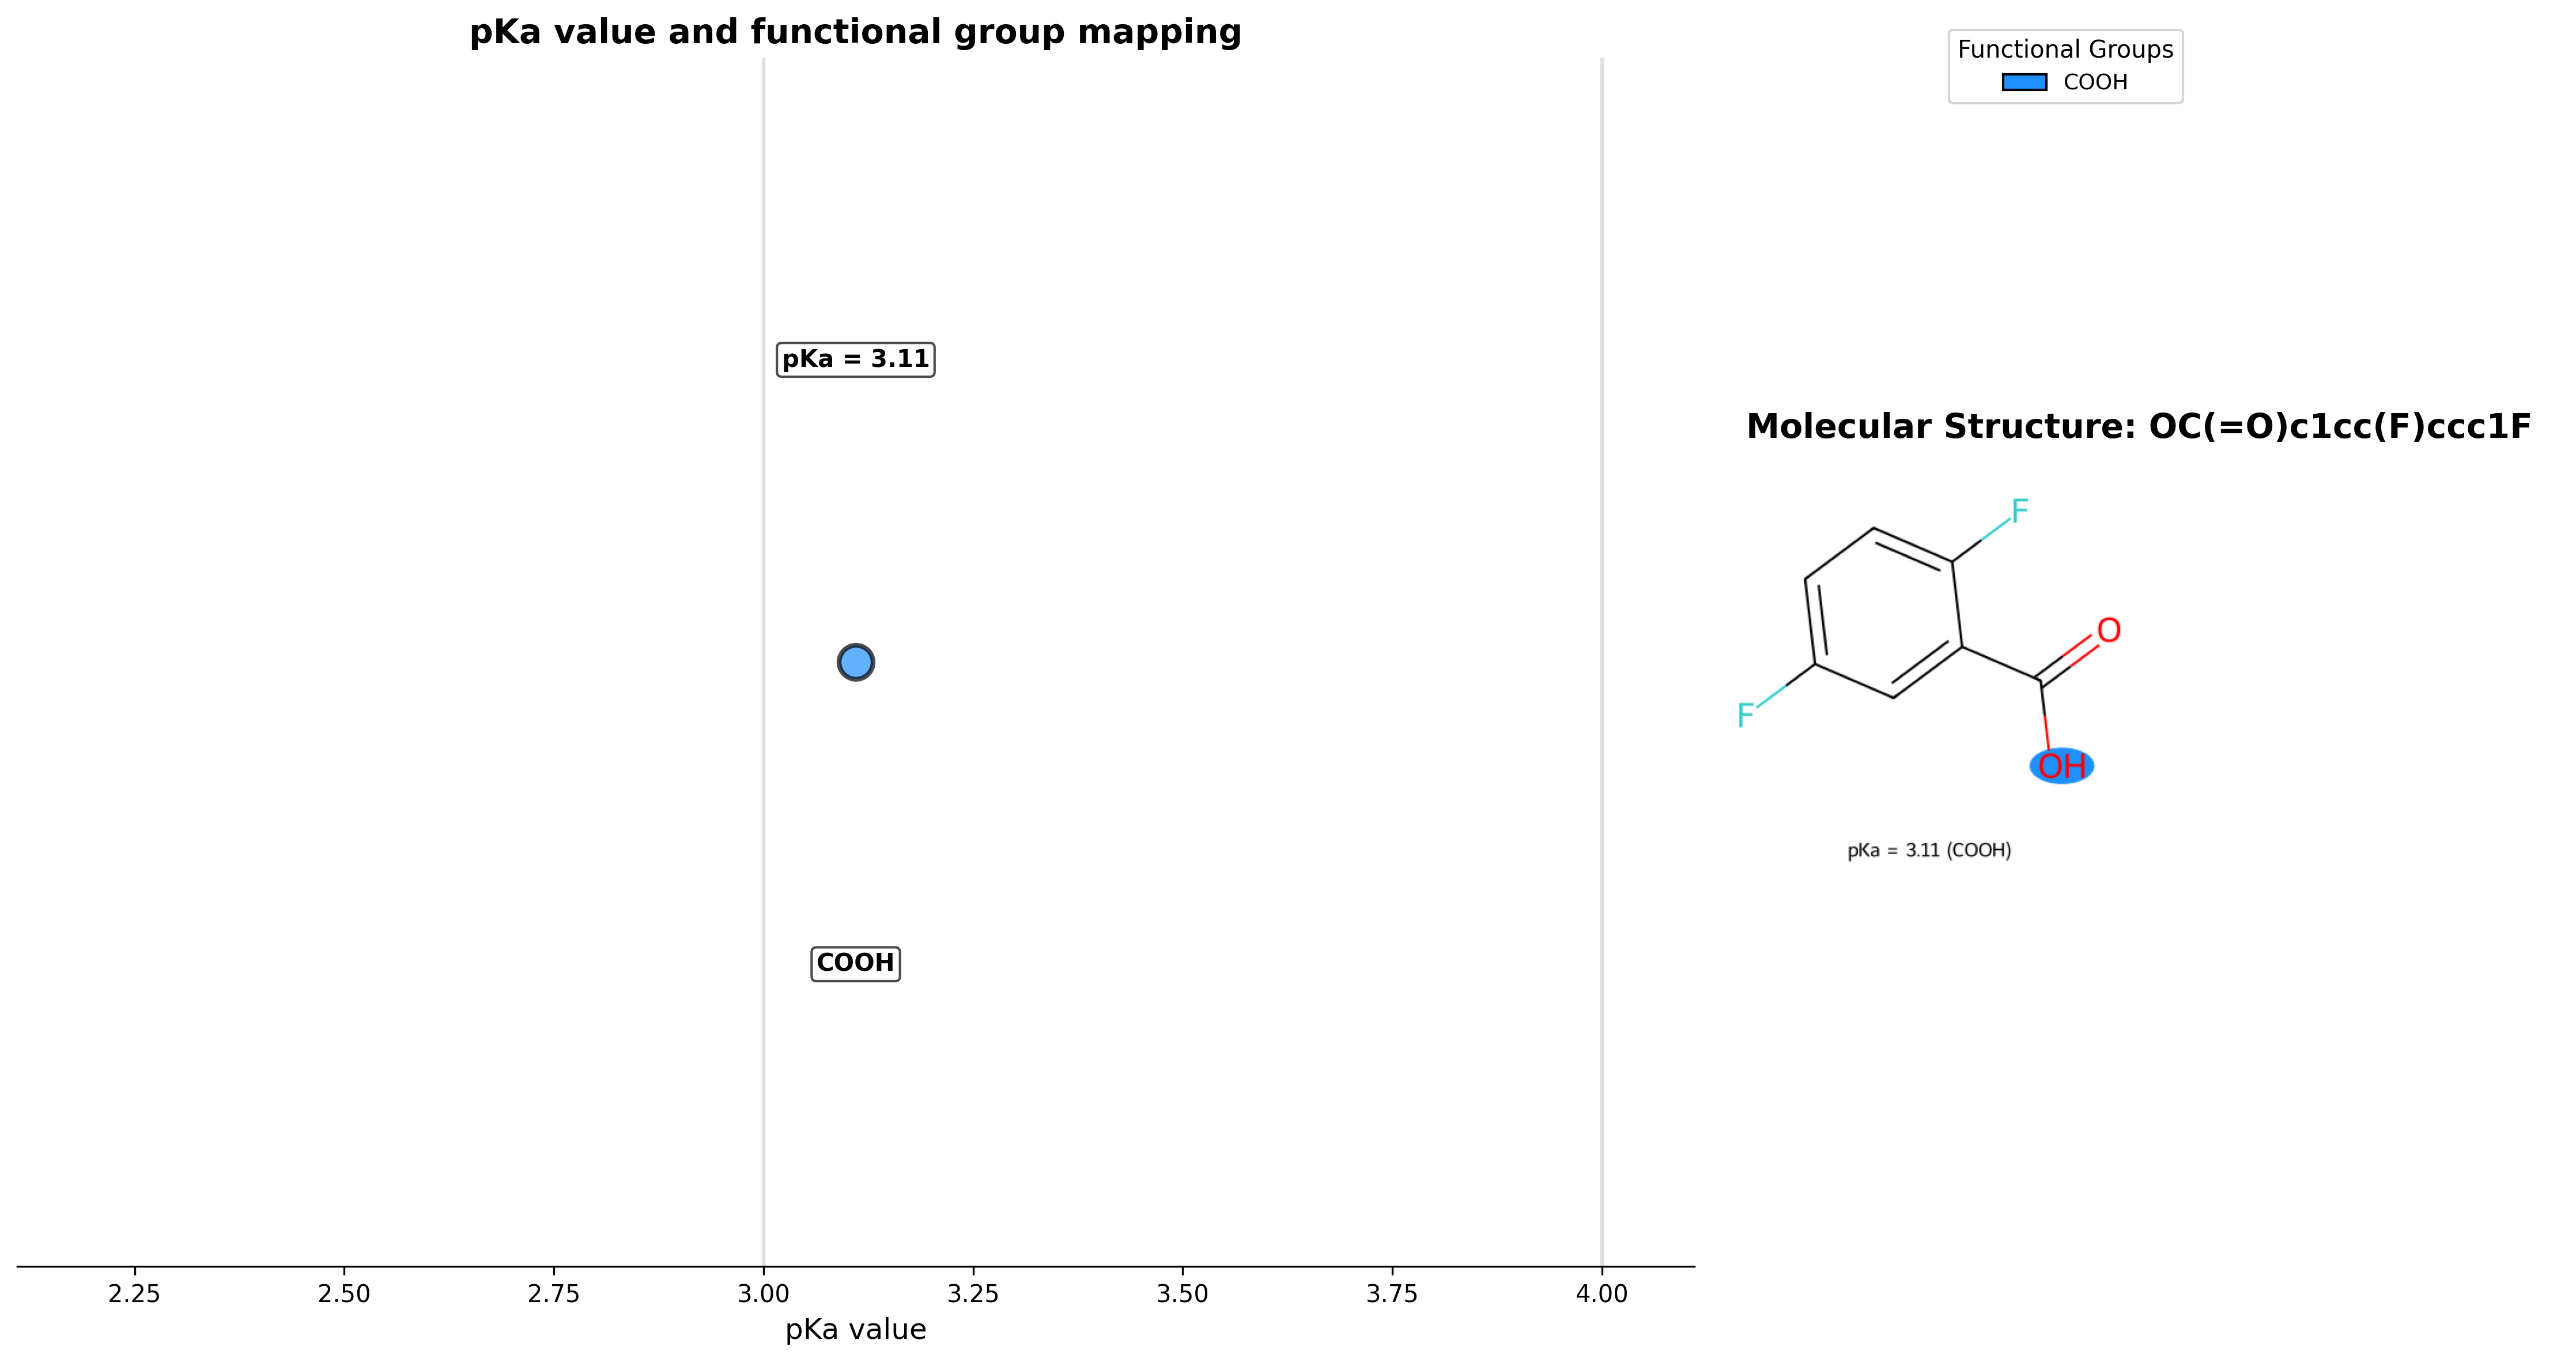 pKa value and functional group mapping
pKa = 3.11
COOH
2.25 2.50 2.75 3.00 3.25 3.50 3.75 4.00
pKa value
Functional Groups
COOH
Molecular Structure: OC(=O)c1cc(F)ccc1F
F
O
F
OH
pKa = 3.11 (COOH)